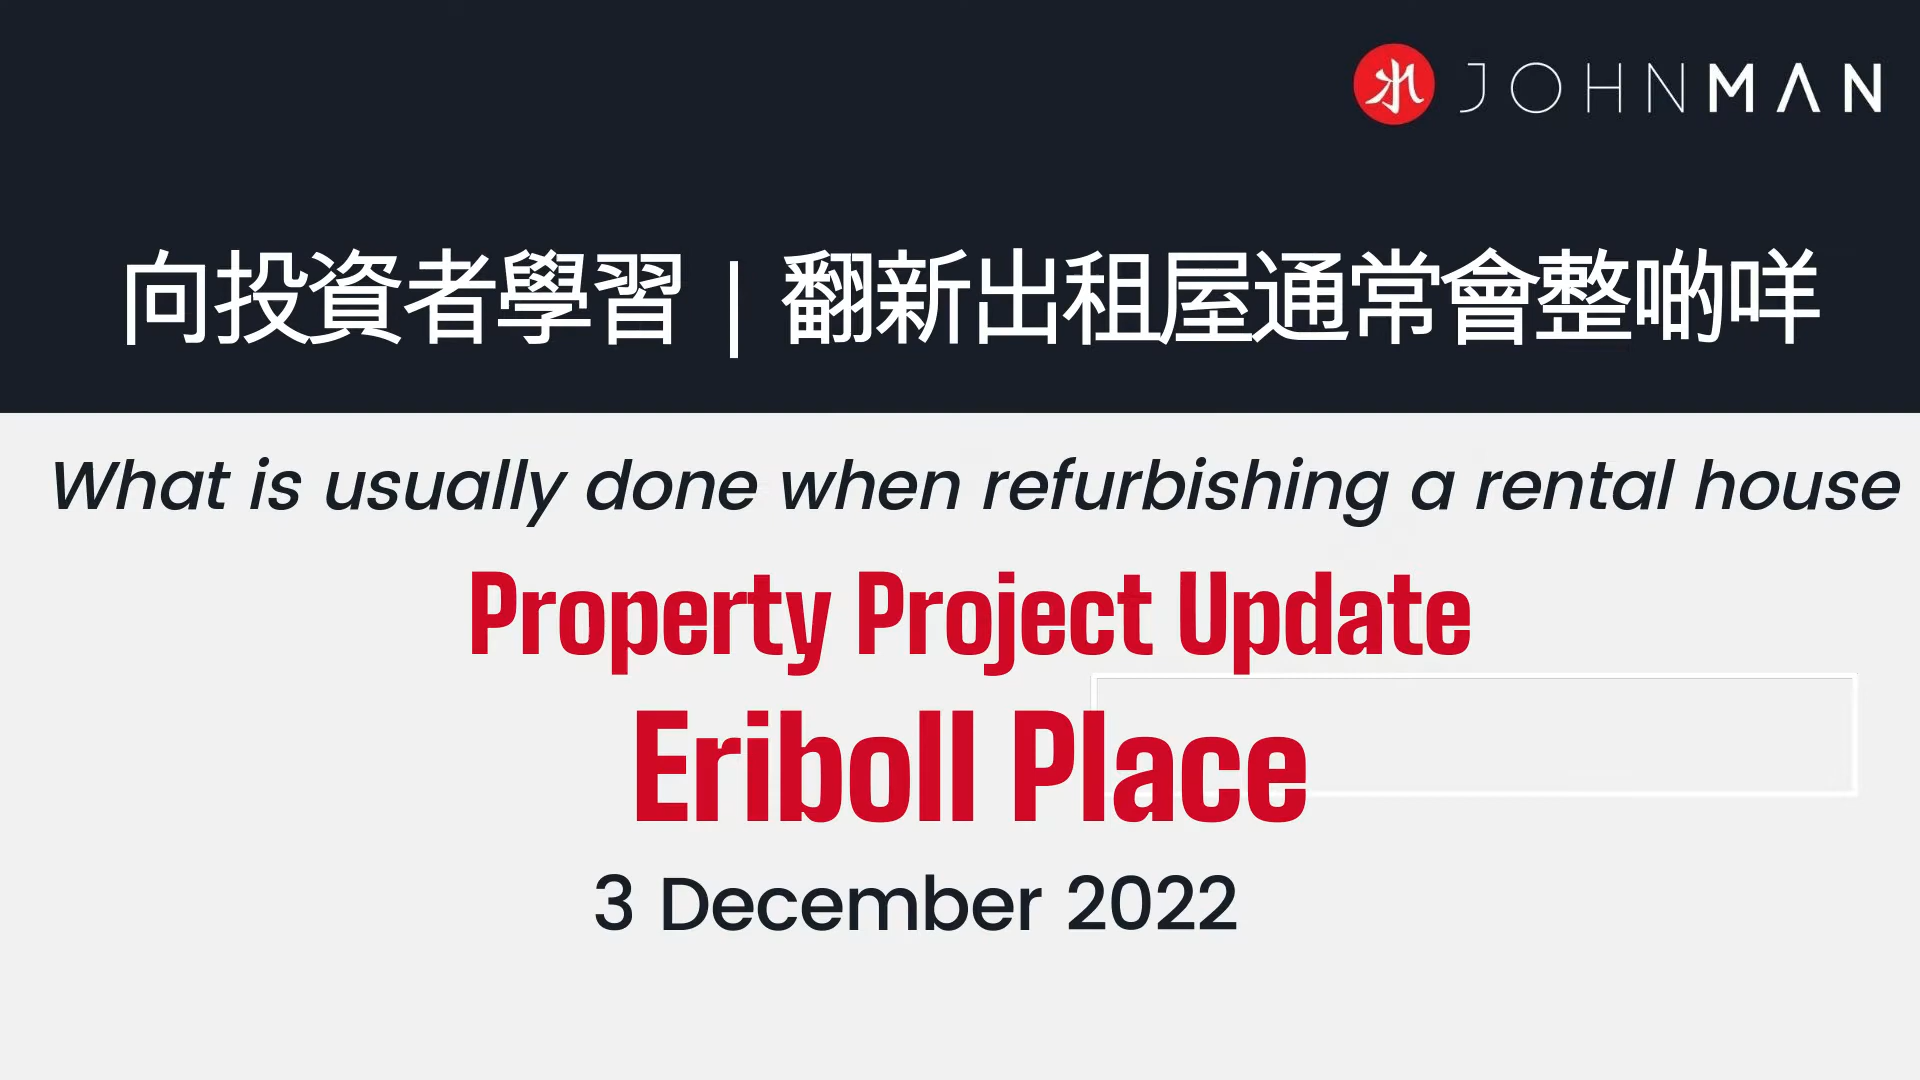 JOHNMAN
向投資者學習 | 翻新出租屋通常會整啲咩
What is usually done when refurbishing a rental house
Property Project Update
Eriboll Place
3 December 2022